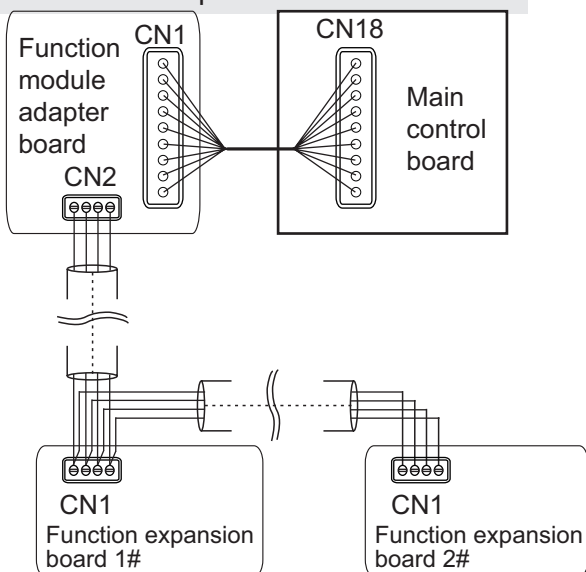 CN1
CN18
Function
module
adapter
board
Main
control
board
CN2
CN1
Function expansion
board 1#
CN1
Function expansion
board 2#